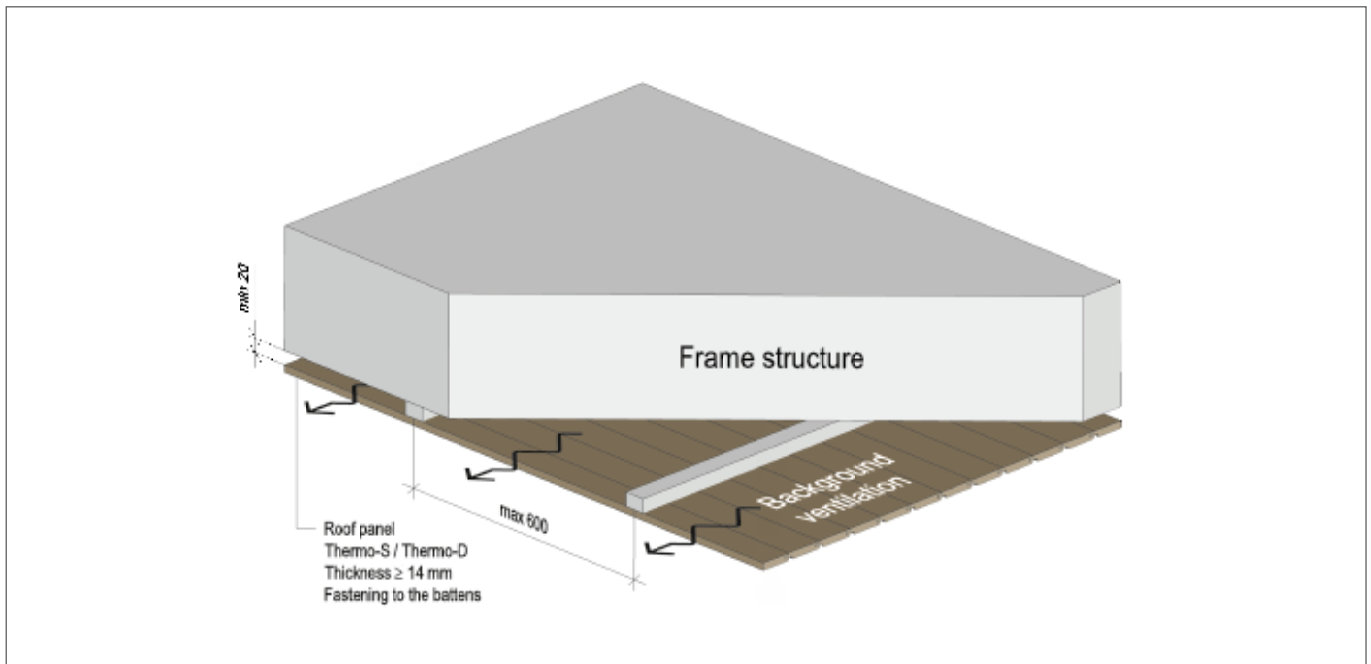 min 20
Frame structure
Background
ventilation
max 600
Roof panel
Thermo-S / Thermo-D
Thickness ≥ 14 mm
Fastening to the battens